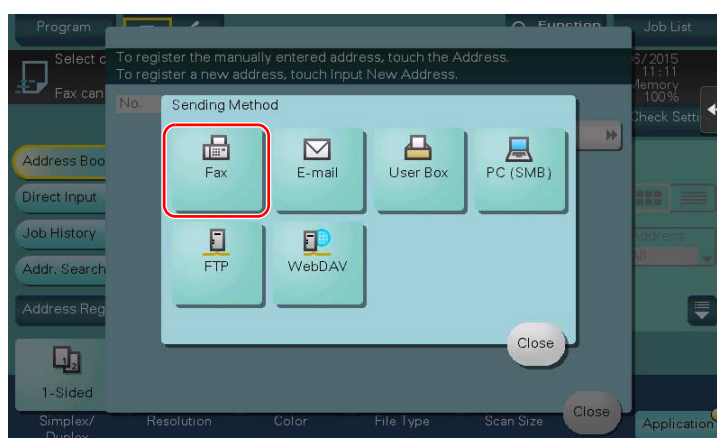 Program
Function
Job List
Select
To register the manually entered address, touch the Address.
To register a new address, touch Input New Address.
Fax can
6/2015
11:11
Memory
100%
Check Setti
No.
Sending Method
Fax
E-mail
User Box
PC (SMB)
FTP
WebDAV
Close
Address Boo
Direct Input
Job History
Addr. Search
Address Reg
Address
All
1-Sided
Close
Simplex/
Duplex
Resolution
Color
File Type
Scan Size
Application